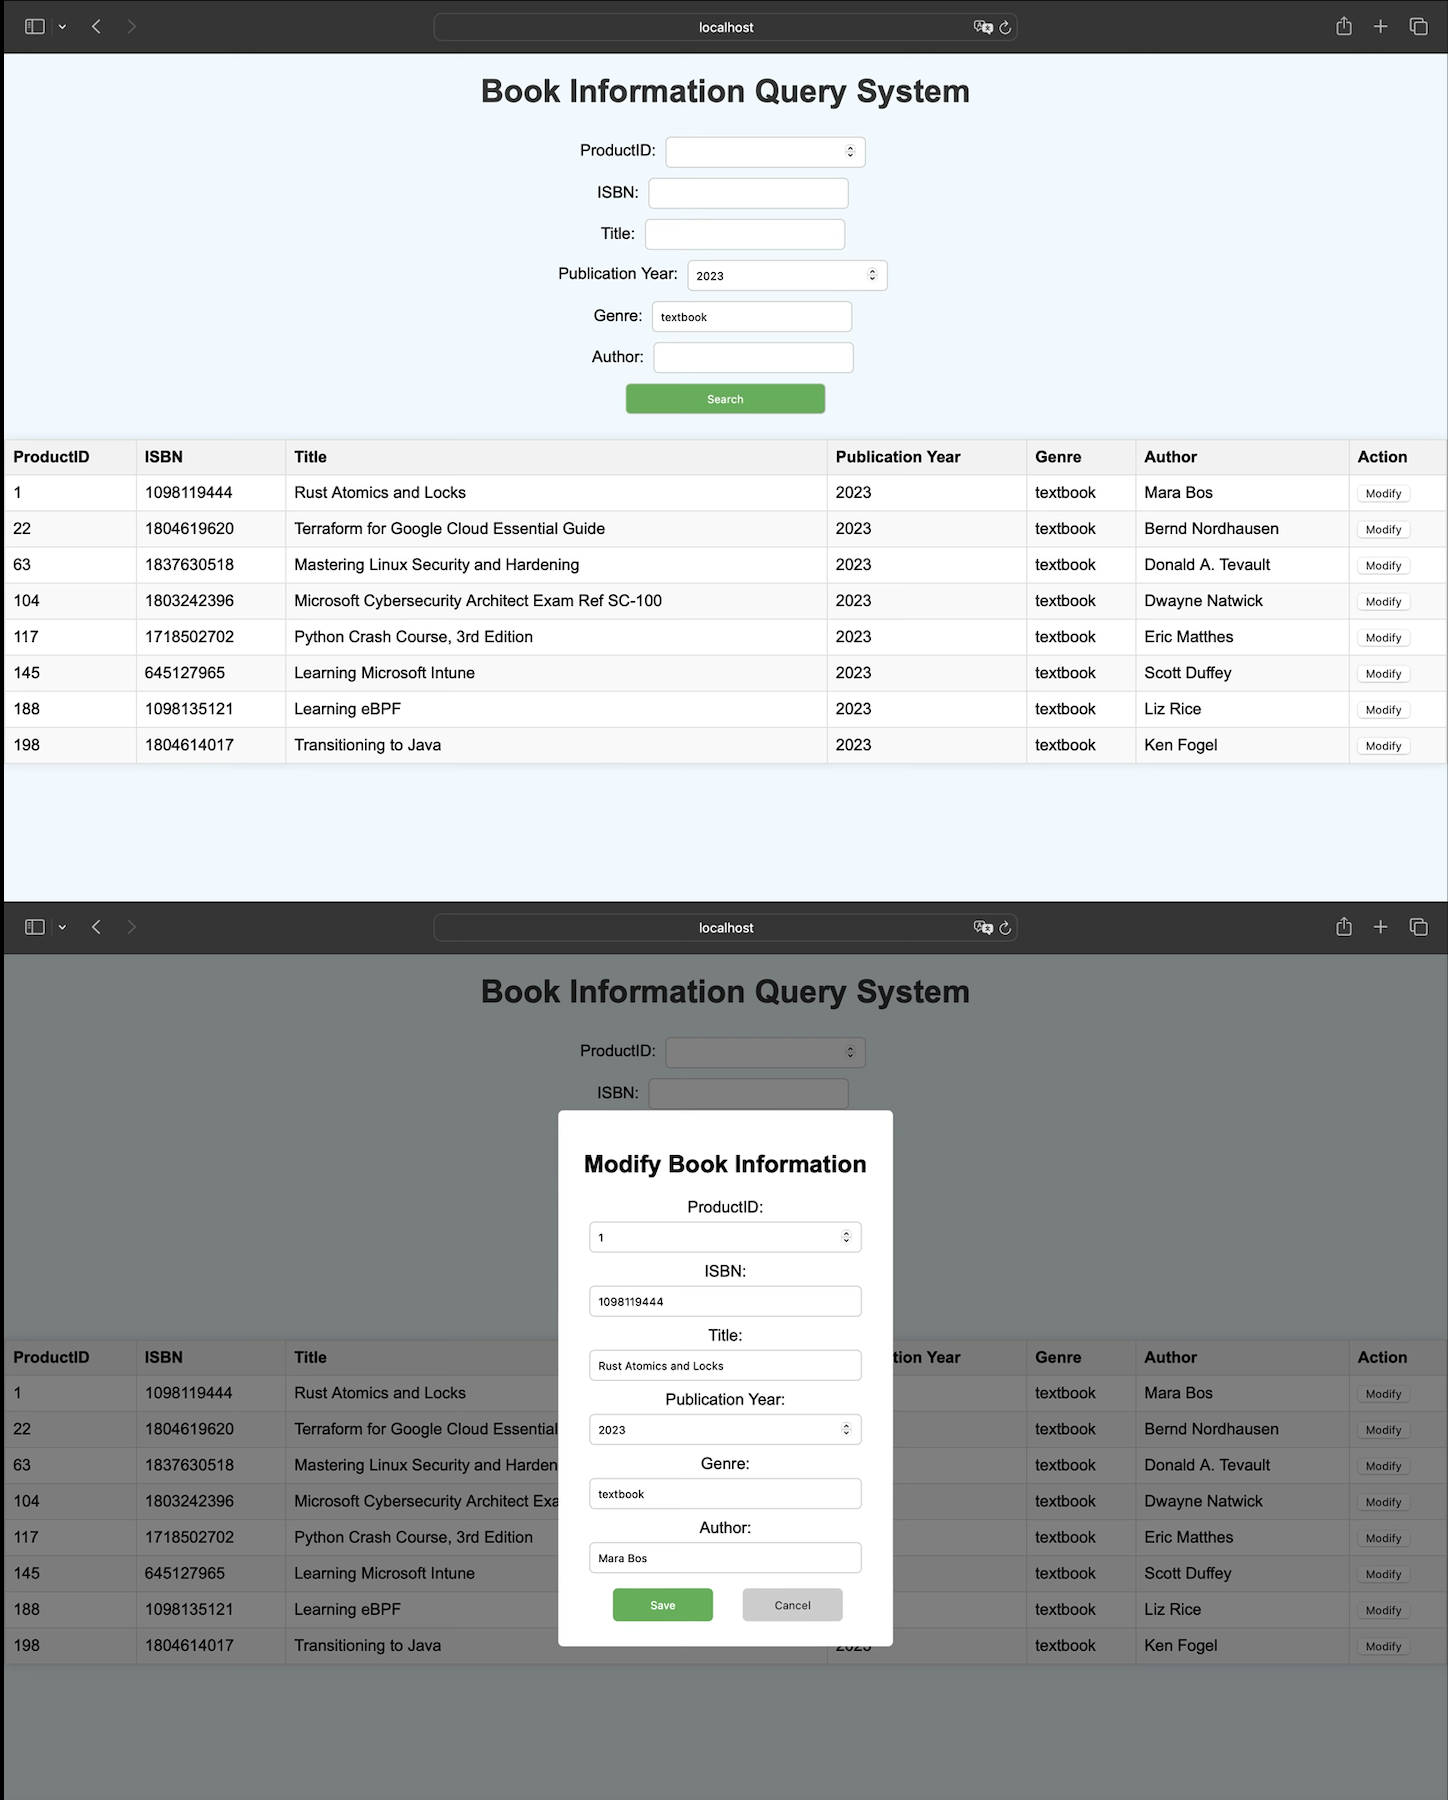 localhost
Book Information Query System
ProductID:
ISBN:
Title:
Publication Year: 2023
Genre: textbook
Author:
Search
ProductID ISBN Title Publication Year Genre Author Action
1 1098119444 Rust Atomics and Locks 2023 textbook Mara Bos Modify
22 1804619620 Terraform for Google Cloud Essential Guide 2023 textbook Bernd Nordhausen Modify
63 1837630518 Mastering Linux Security and Hardening 2023 textbook Donald A. Tevault Modify
104 1803242396 Microsoft Cybersecurity Architect Exam Ref SC-100 2023 textbook Dwayne Natwick Modify
117 1718502702 Python Crash Course, 3rd Edition 2023 textbook Eric Matthes Modify
145 645127965 Learning Microsoft Intune 2023 textbook Scott Duffey Modify
188 1098135121 Learning eBPF 2023 textbook Liz Rice Modify
198 1804614017 Transitioning to Java 2023 textbook Ken Fogel Modify
localhost
Book Information Query System
ProductID:
ISBN:
Modify Book Information
ProductID:
1
ISBN:
1098119444
Title:
Rust Atomics and Locks
Publication Year:
2023
Genre:
textbook
Author:
Mara Bos
Save Cancel
ProductID ISBN Title tion Year Genre Author Action
1 1098119444 Rust Atomics and Locks textbook Mara Bos Modify
22 1804619620 Terraform for Google Cloud Essential textbook Bernd Nordhausen Modify
63 1837630518 Mastering Linux Security and Harden textbook Donald A. Tevault Modify
104 1803242396 Microsoft Cybersecurity Architect Exa textbook Dwayne Natwick Modify
117 1718502702 Python Crash Course, 3rd Edition textbook Eric Matthes Modify
145 645127965 Learning Microsoft Intune textbook Scott Duffey Modify
188 1098135121 Learning eBPF textbook Liz Rice Modify
198 1804614017 Transitioning to Java 2023 textbook Ken Fogel Modify